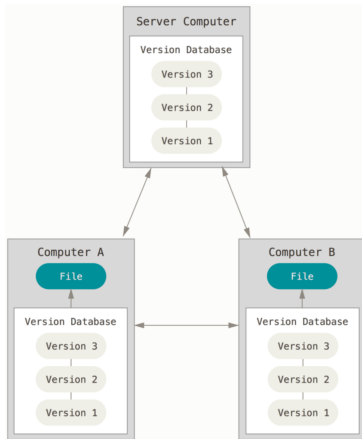 Server Computer
Version Database
Version 3
Version 2
Version 1
Computer A
File
Version Database
Version 3
Version 2
Version 1
Computer B
File
Version Database
Version 3
Version 2
Version 1